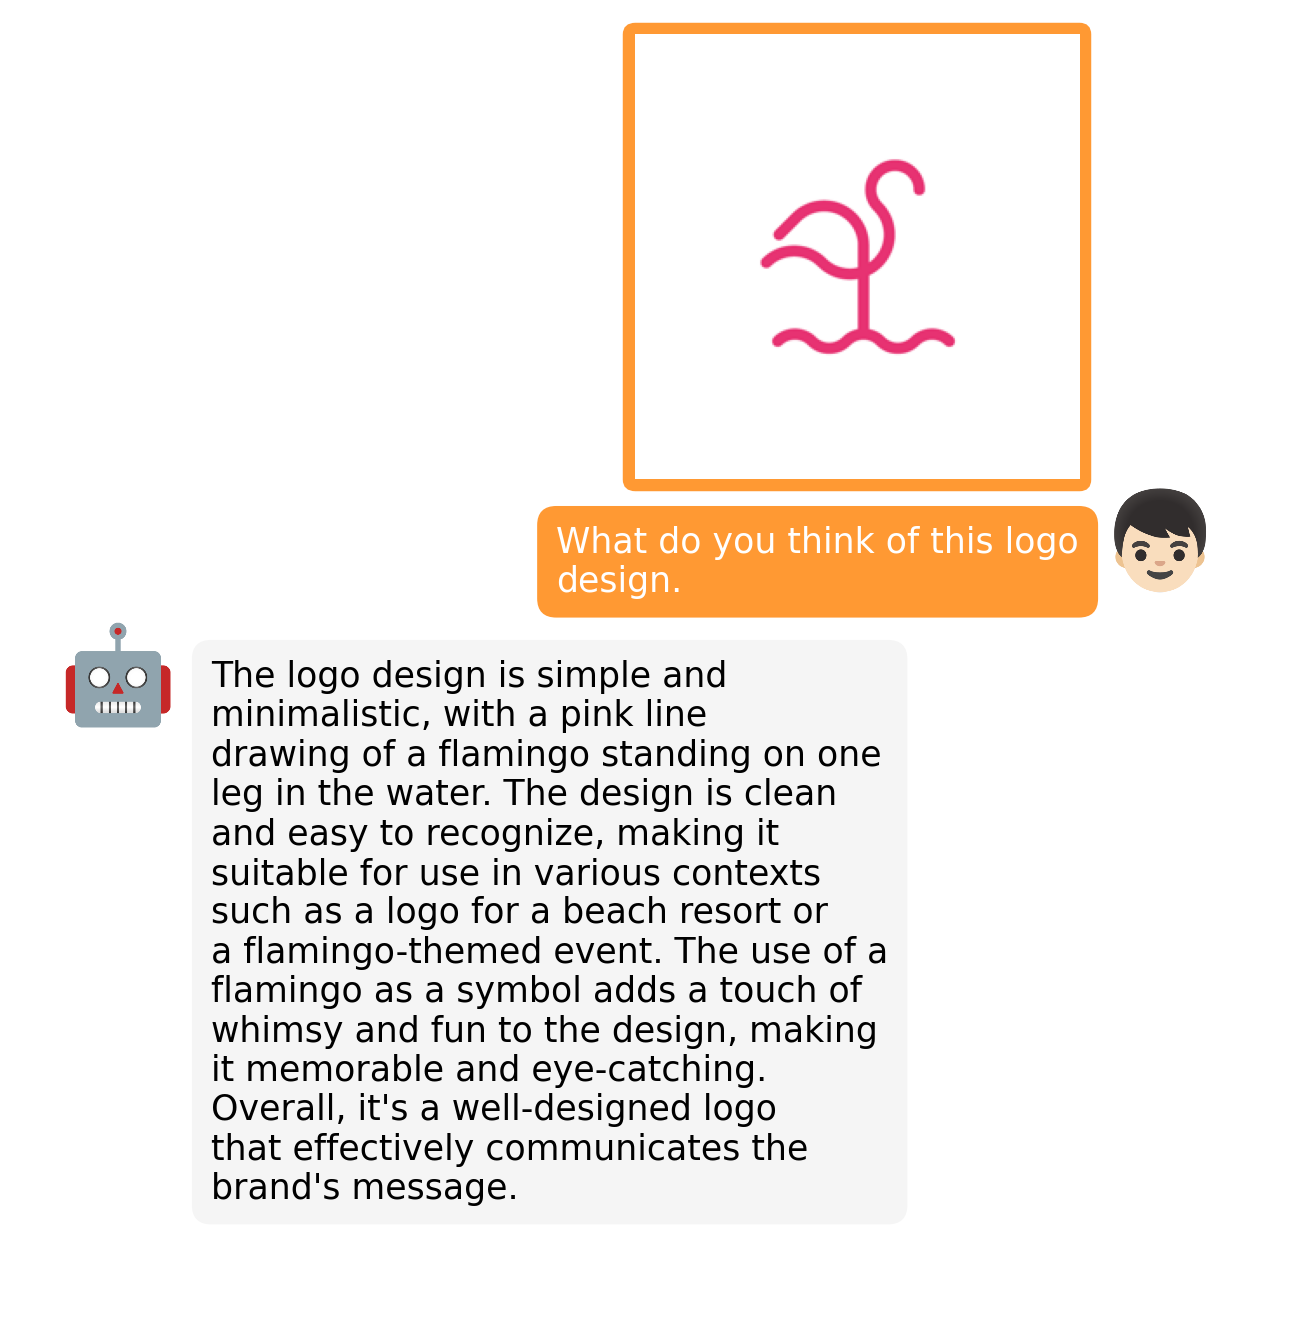 What do you think of this logo
design.
The logo design is simple and
minimalistic, with a pink line
drawing of a flamingo standing on one
leg in the water. The design is clean
and easy to recognize, making it
suitable for use in various contexts
such as a logo for a beach resort or
a flamingo-themed event. The use of a
flamingo as a symbol adds a touch of
whimsy and fun to the design, making
it memorable and eye-catching.
Overall, it's a well-designed logo
that effectively communicates the
brand's message.